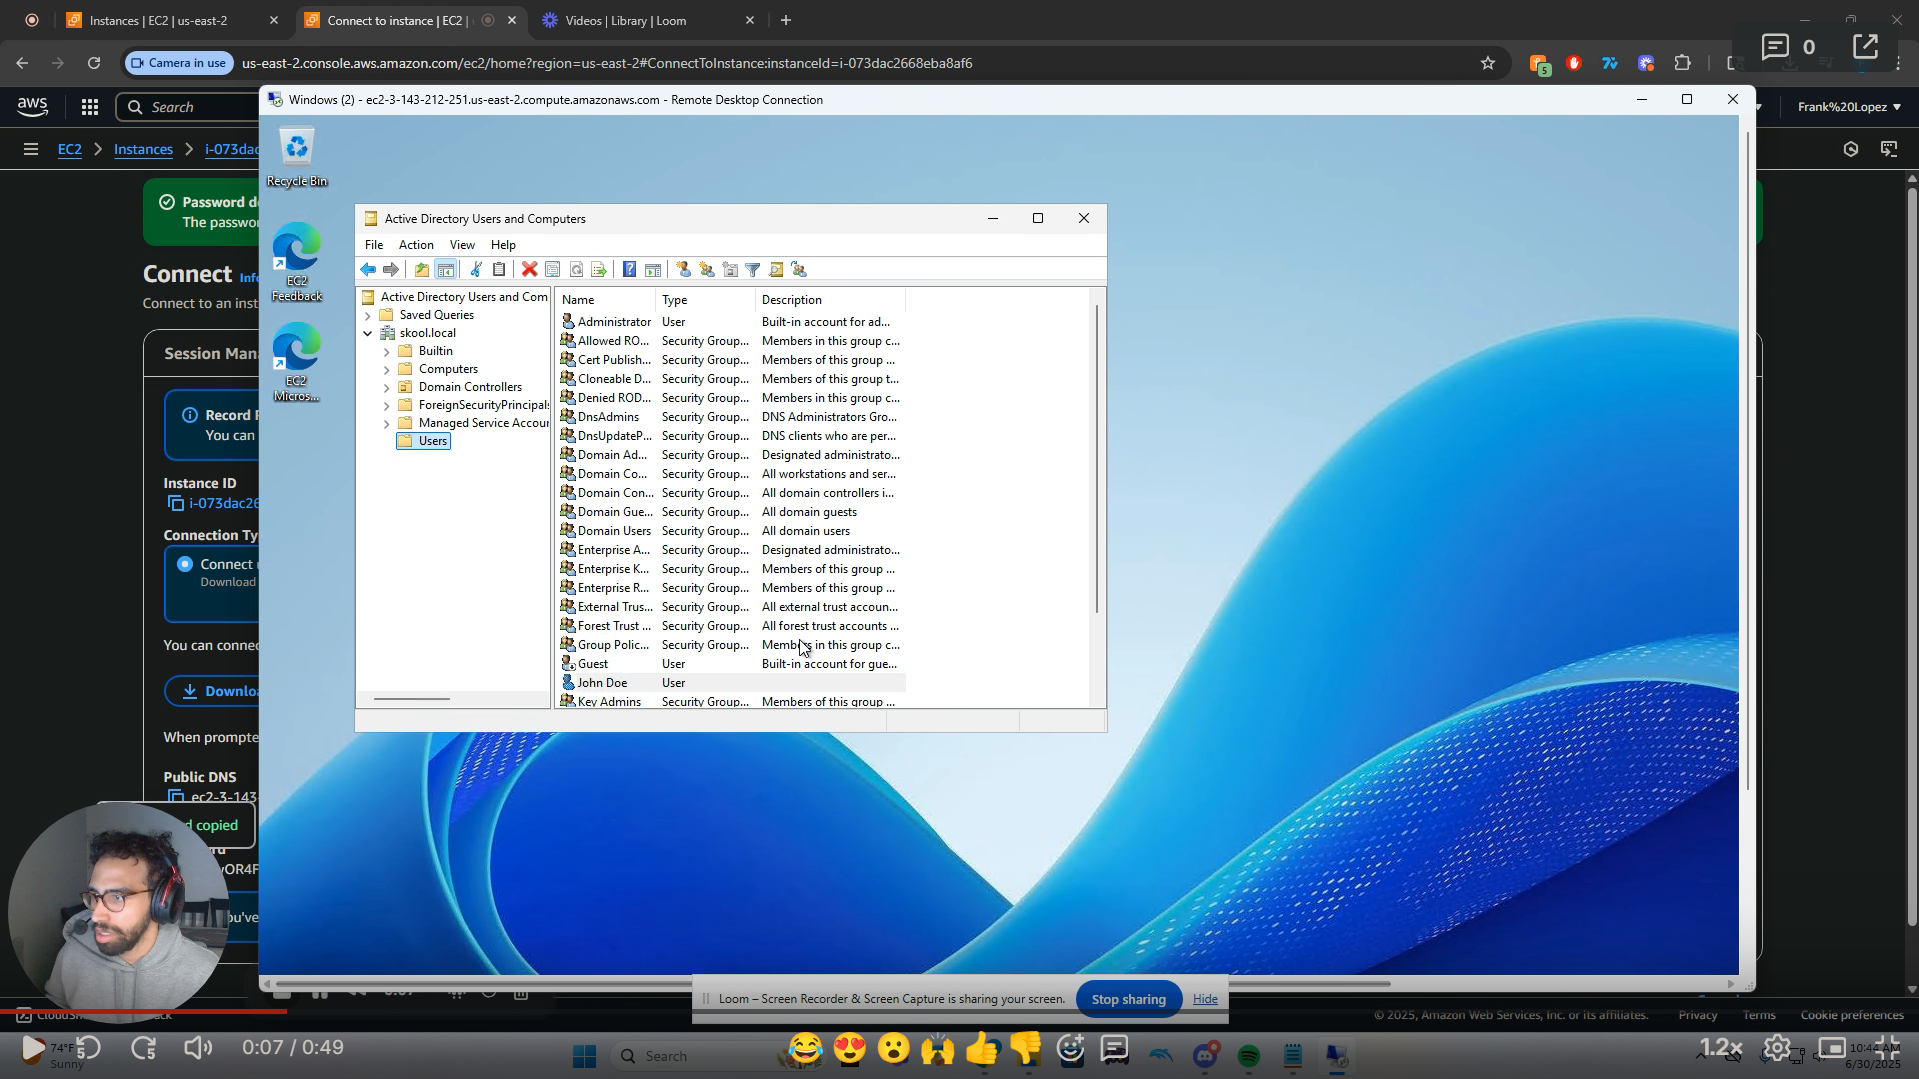 Instances | EC2 | us-east-2
Connect to instance | EC2 |
Videos | Library | Loom
Camera in use
us-east-2.console.aws.amazon.com/ec2/home?region=us-east-2#ConnectToInstance:instanceId=i-073dac2668eba8af6
5
0
aws
Search
Frank%20Lopez
Windows (2) - ec2-3-143-212-251.us-east-2.compute.amazonaws.com - Remote Desktop Connection
EC2
Instances
i-073dac
Recycle Bin
EC2
Feedback
EC2
Micros...
Password d
The passwor
Connect
Info
Connect to an inst
Session Mana
Record
You can
Instance ID
i-073dac26
Connection Ty
Connect
Download
You can connec
Downloa
When prompte
Public DNS
ec2-3-143-
d copied
OR4F
ou've
Active Directory Users and Computers
File
Action
View
Help
Active Directory Users and Com
Saved Queries
skool.local
Builtin
Computers
Domain Controllers
ForeignSecurityPrincipals
Managed Service Accour
Users
Name Type Description
Administrator User Built-in account for ad...
Allowed RO... Security Group... Members in this group c...
Cert Publish... Security Group... Members of this group ...
Cloneable D... Security Group... Members of this group t...
Denied ROD... Security Group... Members in this group c...
DnsAdmins Security Group... DNS Administrators Gro...
DnsUpdateP... Security Group... DNS clients who are per...
Domain Ad... Security Group... Designated administrato...
Domain Co... Security Group... All workstations and ser...
Domain Con... Security Group... All domain controllers i...
Domain Gue... Security Group... All domain guests
Domain Users Security Group... All domain users
Enterprise A... Security Group... Designated administrato...
Enterprise K... Security Group... Members of this group ...
Enterprise R... Security Group... Members of this group ...
External Trus... Security Group... All external trust accoun...
Forest Trust ... Security Group... All forest trust accounts ...
Group Polic... Security Group... Members in this group c...
Guest User Built-in account for gue...
John Doe User
Key Admins Security Group... Members of this group ...
Loom – Screen Recorder & Screen Capture is sharing your screen.
Stop sharing
Hide
© 2025, Amazon Web Services, Inc. or its affiliates.
Privacy
Terms
Cookie preferences
74°F
Sunny
5
5
0:07 / 0:49
Search
1.2x
10:44 AM
6/30/2025